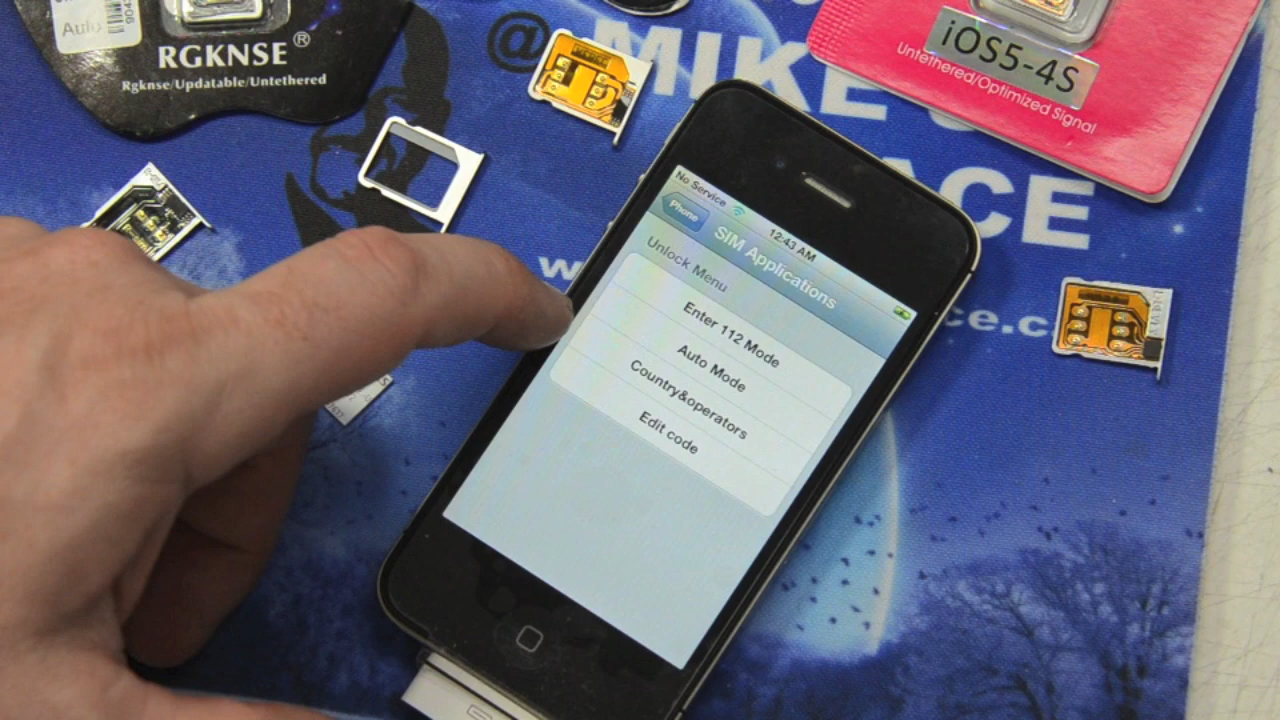 Auto
RGKNSE®
Rgknse/Updatable/Untethered
@MIKE
iOS5-4S
Untethered/Optimized Signal
No Service
12:43 AM
Phone
SIM Applications
Unlock Menu
Enter 112 Mode
Auto Mode
Country&operators
Edit code
w
ce.c